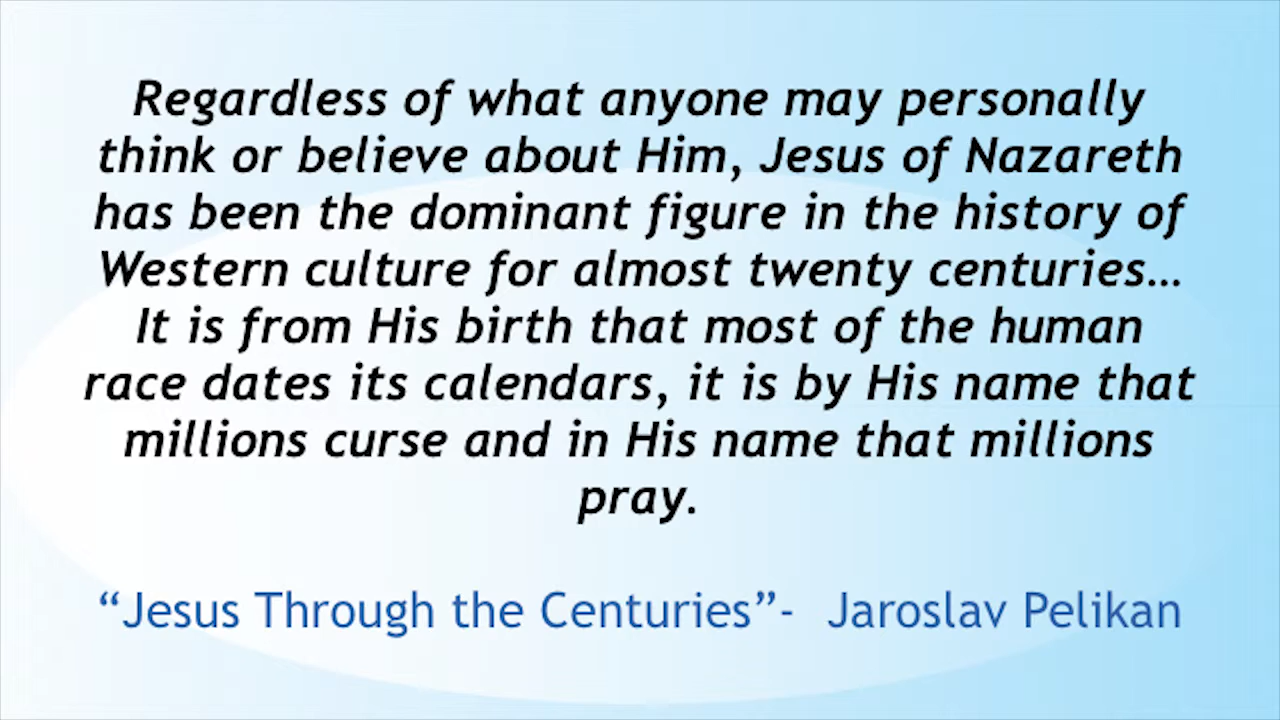 Regardless of what anyone may personally
think or believe about Him, Jesus of Nazareth
has been the dominant figure in the history of
Western culture for almost twenty centuries…
It is from His birth that most of the human
race dates its calendars, it is by His name that
millions curse and in His name that millions
pray.
“Jesus Through the Centuries”- Jaroslav Pelikan